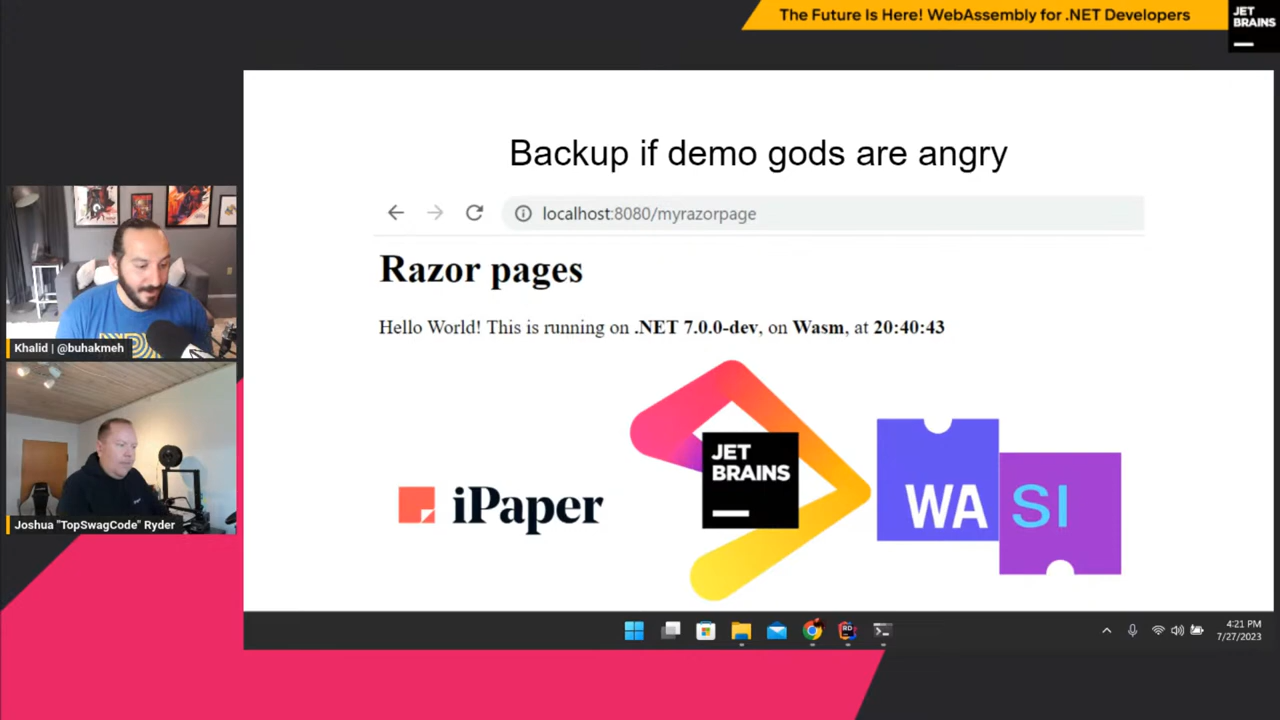 The Future Is Here! WebAssembly for .NET Developers
JET
BRAINS
Backup if demo gods are angry
localhost:8080/myrazorpage
Razor pages
Hello World! This is running on .NET 7.0.0-dev, on Wasm, at 20:40:43
Khalid | @buhakmeh
Joshua "TopSwagCode" Ryder
iPaper
JET
BRAINS
WA
SI
RD
4:21 PM
7/27/2023